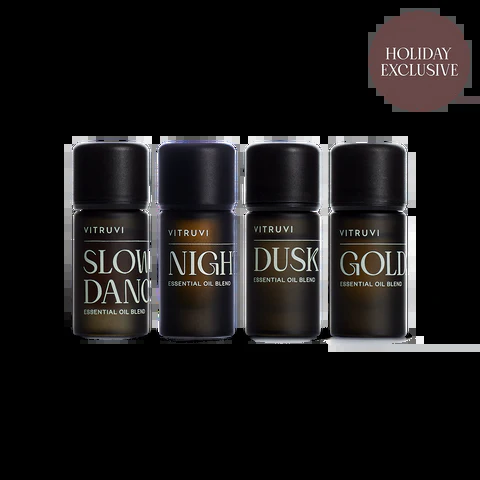 HOLIDAY
EXCLUSIVE
VITRUVI
SLOW
DANC
ESSENTIAL OIL BLEND
VITRUVI
NIGH
ESSENTIAL OIL BLEND
VITRUVI
DUSK
ESSENTIAL OIL BLEND
VITRUVI
GOLD
ESSENTIAL OIL BLEND